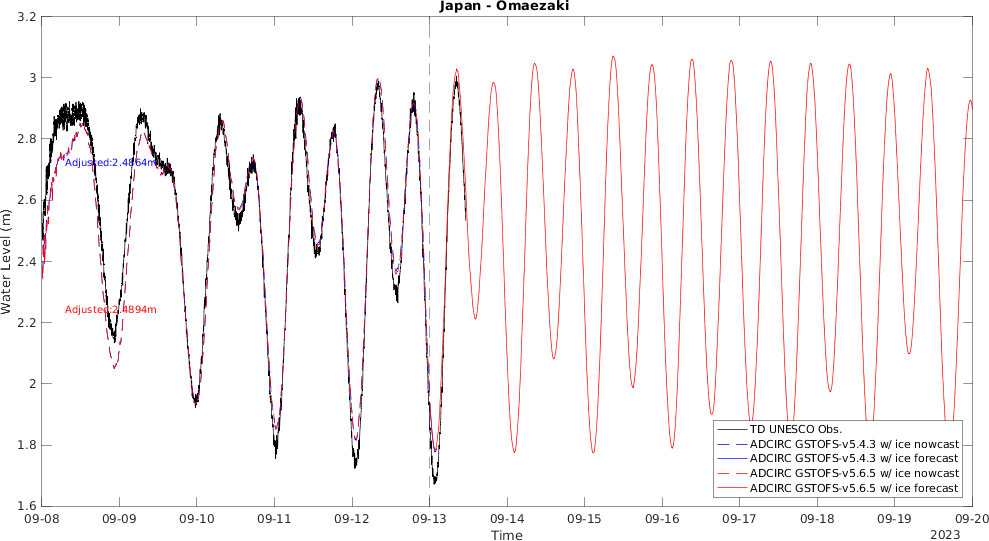 Japan - Omaezaki
3.2
3
2.8
2.6
2.4
2.2
2
1.8
1.6
Water Level (m)
Adjusted:2.4864m
Adjusted:2.4894m
TD UNESCO Obs.
ADCIRC GSTOFS-v5.4.3 w/ ice nowcast
ADCIRC GSTOFS-v5.4.3 w/ ice forecast
ADCIRC GSTOFS-v5.6.5 w/ ice nowcast
ADCIRC GSTOFS-v5.6.5 w/ ice forecast
09-08 09-09 09-10 09-11 09-12 09-13 09-14 09-15 09-16 09-17 09-18 09-19 09-20
Time
2023